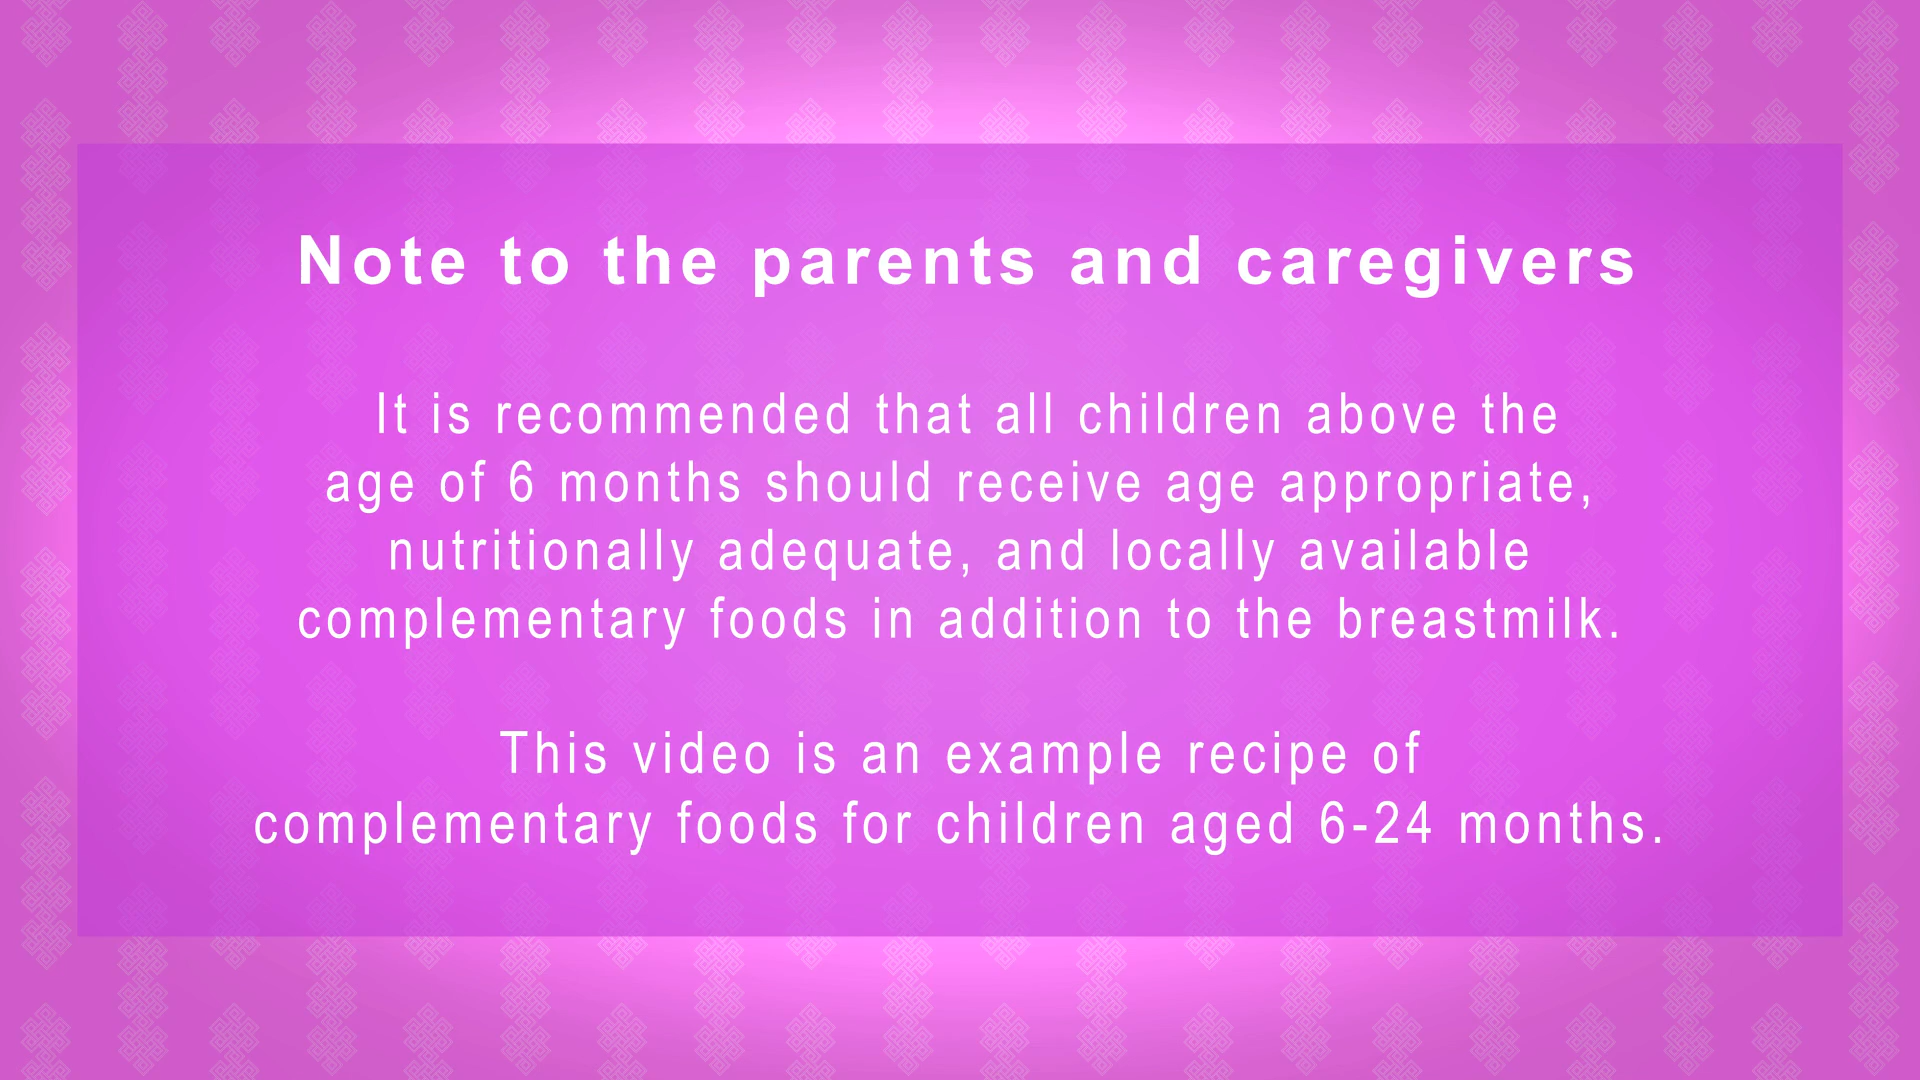 Note to the parents and caregivers
It is recommended that all children above the
age of 6 months should receive age appropriate,
nutritionally adequate, and locally available
complementary foods in addition to the breastmilk.
This video is an example recipe of
complementary foods for children aged 6-24 months.